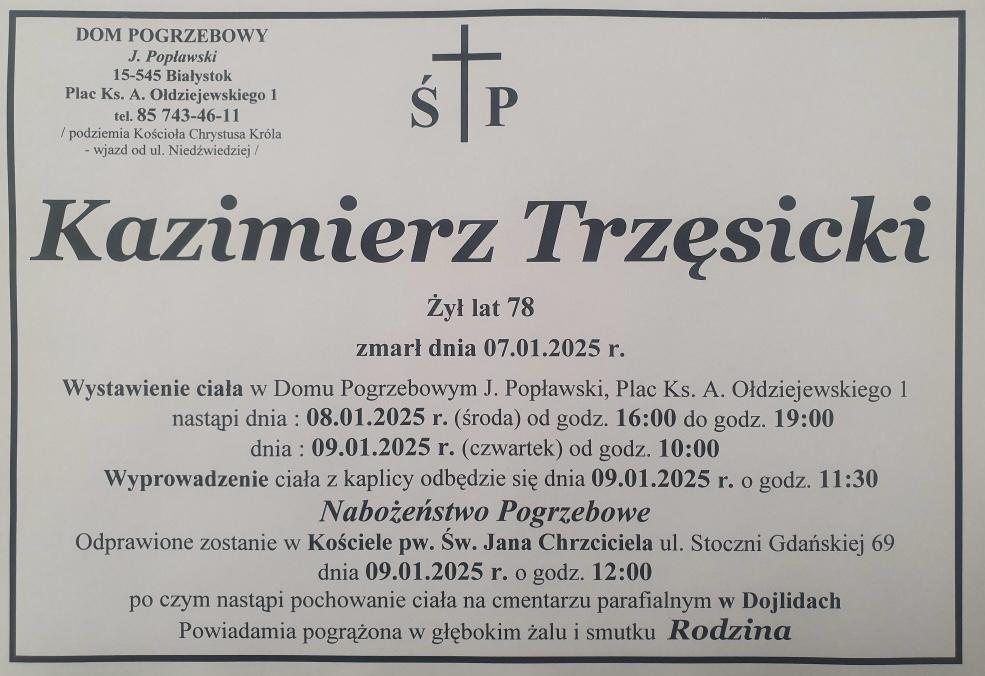 DOM POGRZEBOWY
J. Popławski
15-545 Białystok
Plac Ks. A. Ołdziejewskiego 1
tel. 85 743-46-11
/ podziemia Kościoła Chrystusa Króla
- wjazd od ul. Niedźwiedziej /
Ś P
Kazimierz Trzęsicki
Żył lat 78
zmarł dnia 07.01.2025 r.
Wystawienie ciała w Domu Pogrzebowym J. Popławski, Plac Ks. A. Ołdziejewskiego 1
nastąpi dnia : 08.01.2025 r. (środa) od godz. 16:00 do godz. 19:00
dnia : 09.01.2025 r. (czwartek) od godz. 10:00
Wyprowadzenie ciała z kaplicy odbędzie się dnia 09.01.2025 r. o godz. 11:30
Nabożeństwo Pogrzebowe
Odprawione zostanie w Kościele pw. Św. Jana Chrzciciela ul. Stoczni Gdańskiej 69
dnia 09.01.2025 r. o godz. 12:00
po czym nastąpi pochowanie ciała na cmentarzu parafialnym w Dojlidach
Powiadamia pogrążona w głębokim żalu i smutku Rodzina